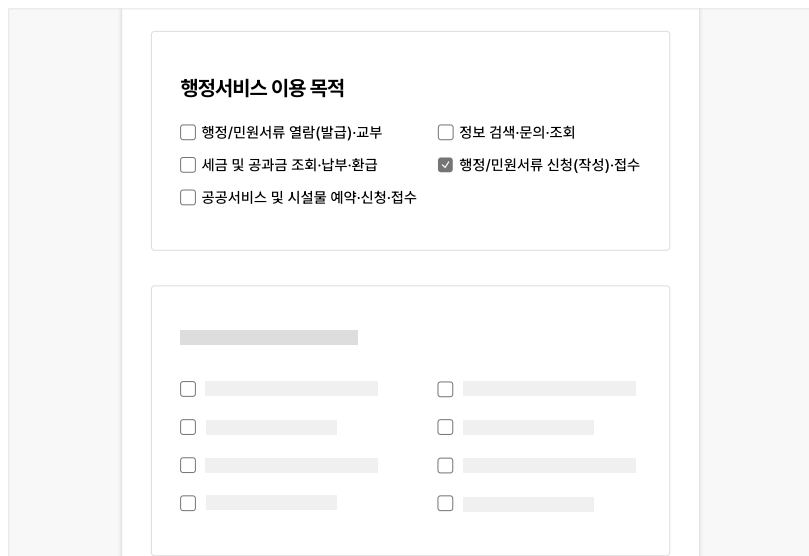 행정서비스 이용 목적
행정/민원서류 열람(발급)·교부
정보 검색·문의·조회
세금 및 공과금 조회·납부·환급
행정/민원서류 신청(작성)·접수
공공서비스 및 시설물 예약·신청·접수